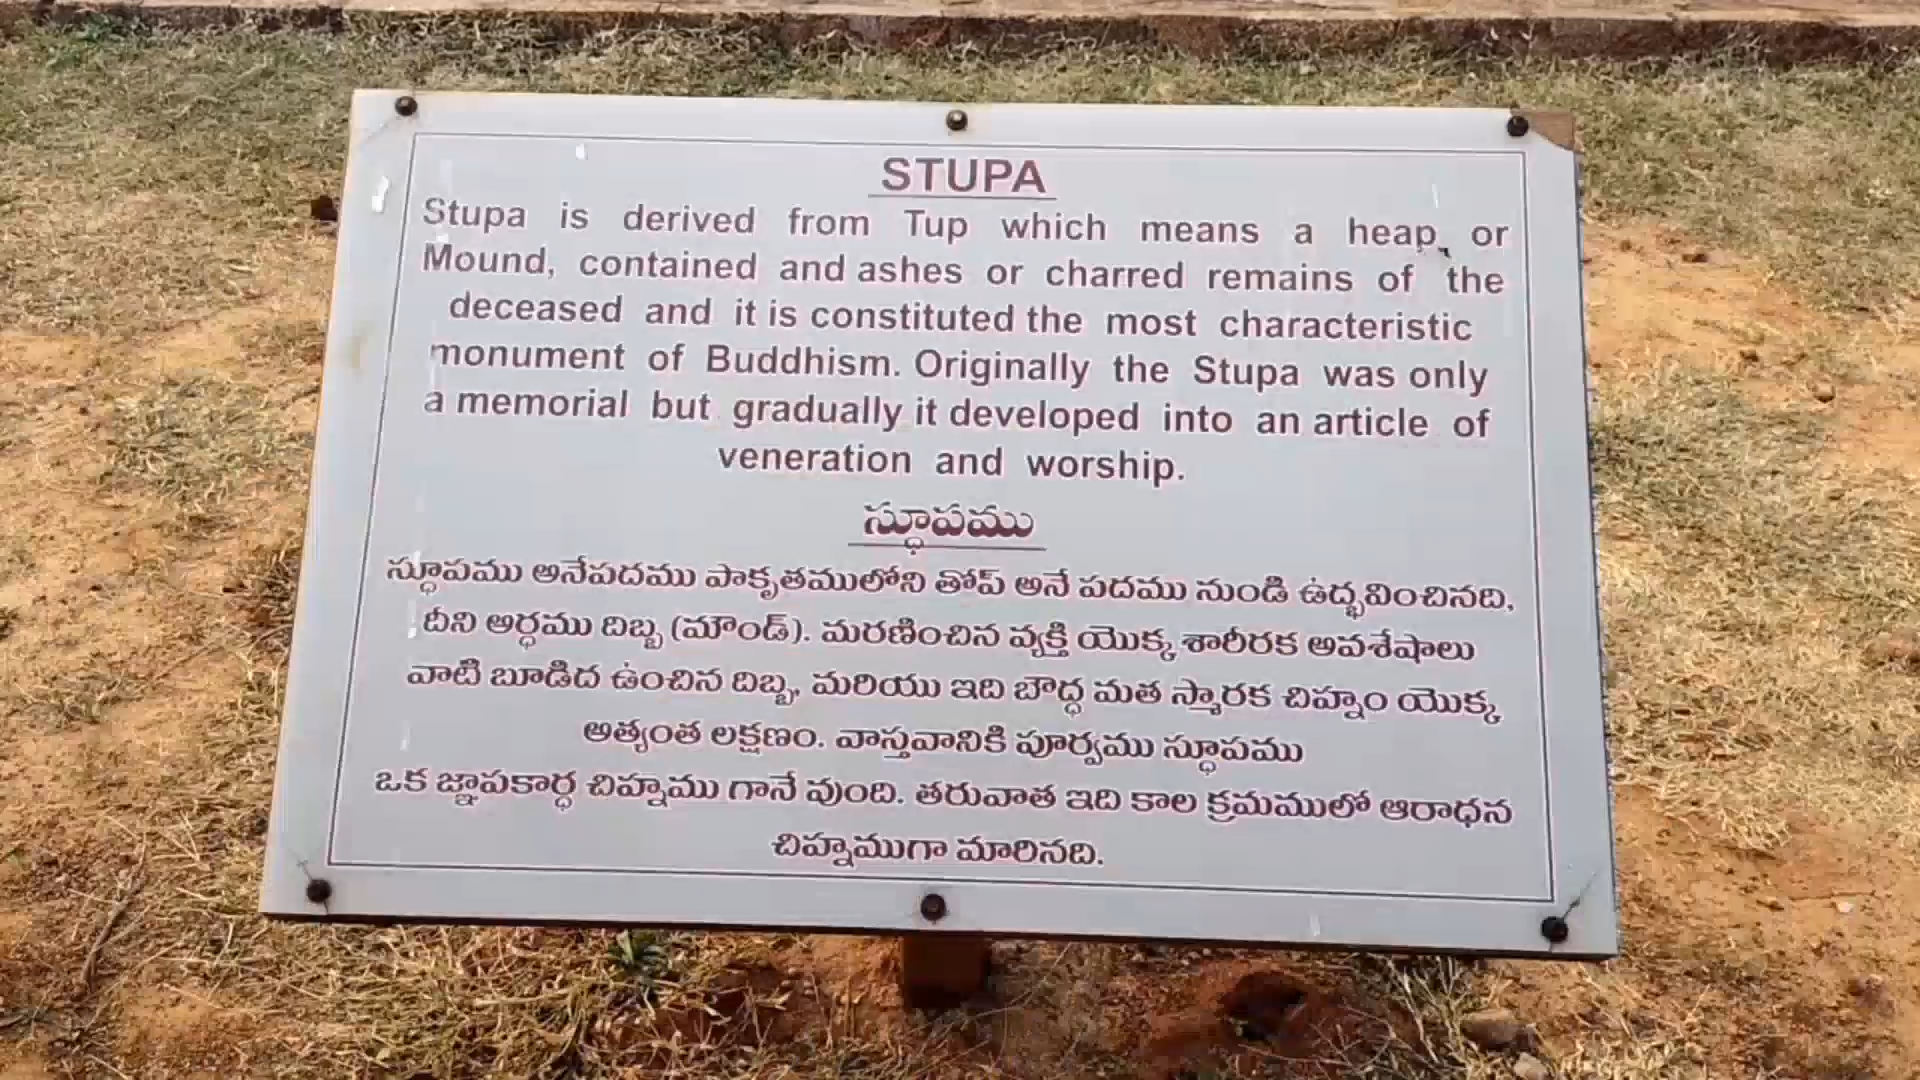 STUPA
Stupa is derived from Tup which means a heap or
Mound, contained and ashes or charred remains of the
deceased and it is constituted the most characteristic
monument of Buddhism. Originally the Stupa was only
a memorial but gradually it developed into an article of
veneration and worship.
స్థూపము
స్థూపము అనేపదము పాకృతములోని తోప్ అనే పదము నుండి ఉద్భవించినది,
దీని అర్ధము దిబ్బ (మౌండ్). మరణించిన వ్యక్తి యొక్క శారీరక అవశేషాలు
వాటి బూడిద ఉంచిన దిబ్బ, మరియు ఇది బౌద్ధ మత స్మారక చిహ్నం యొక్క
అత్యంత లక్షణం. వాస్తవానికి పూర్వము స్థూపము
ఒక జ్ఞాపకార్ధ చిహ్నము గానే వుంది. తరువాత ఇది కాల క్రమములో ఆరాధన
చిహ్నముగా మారినది.